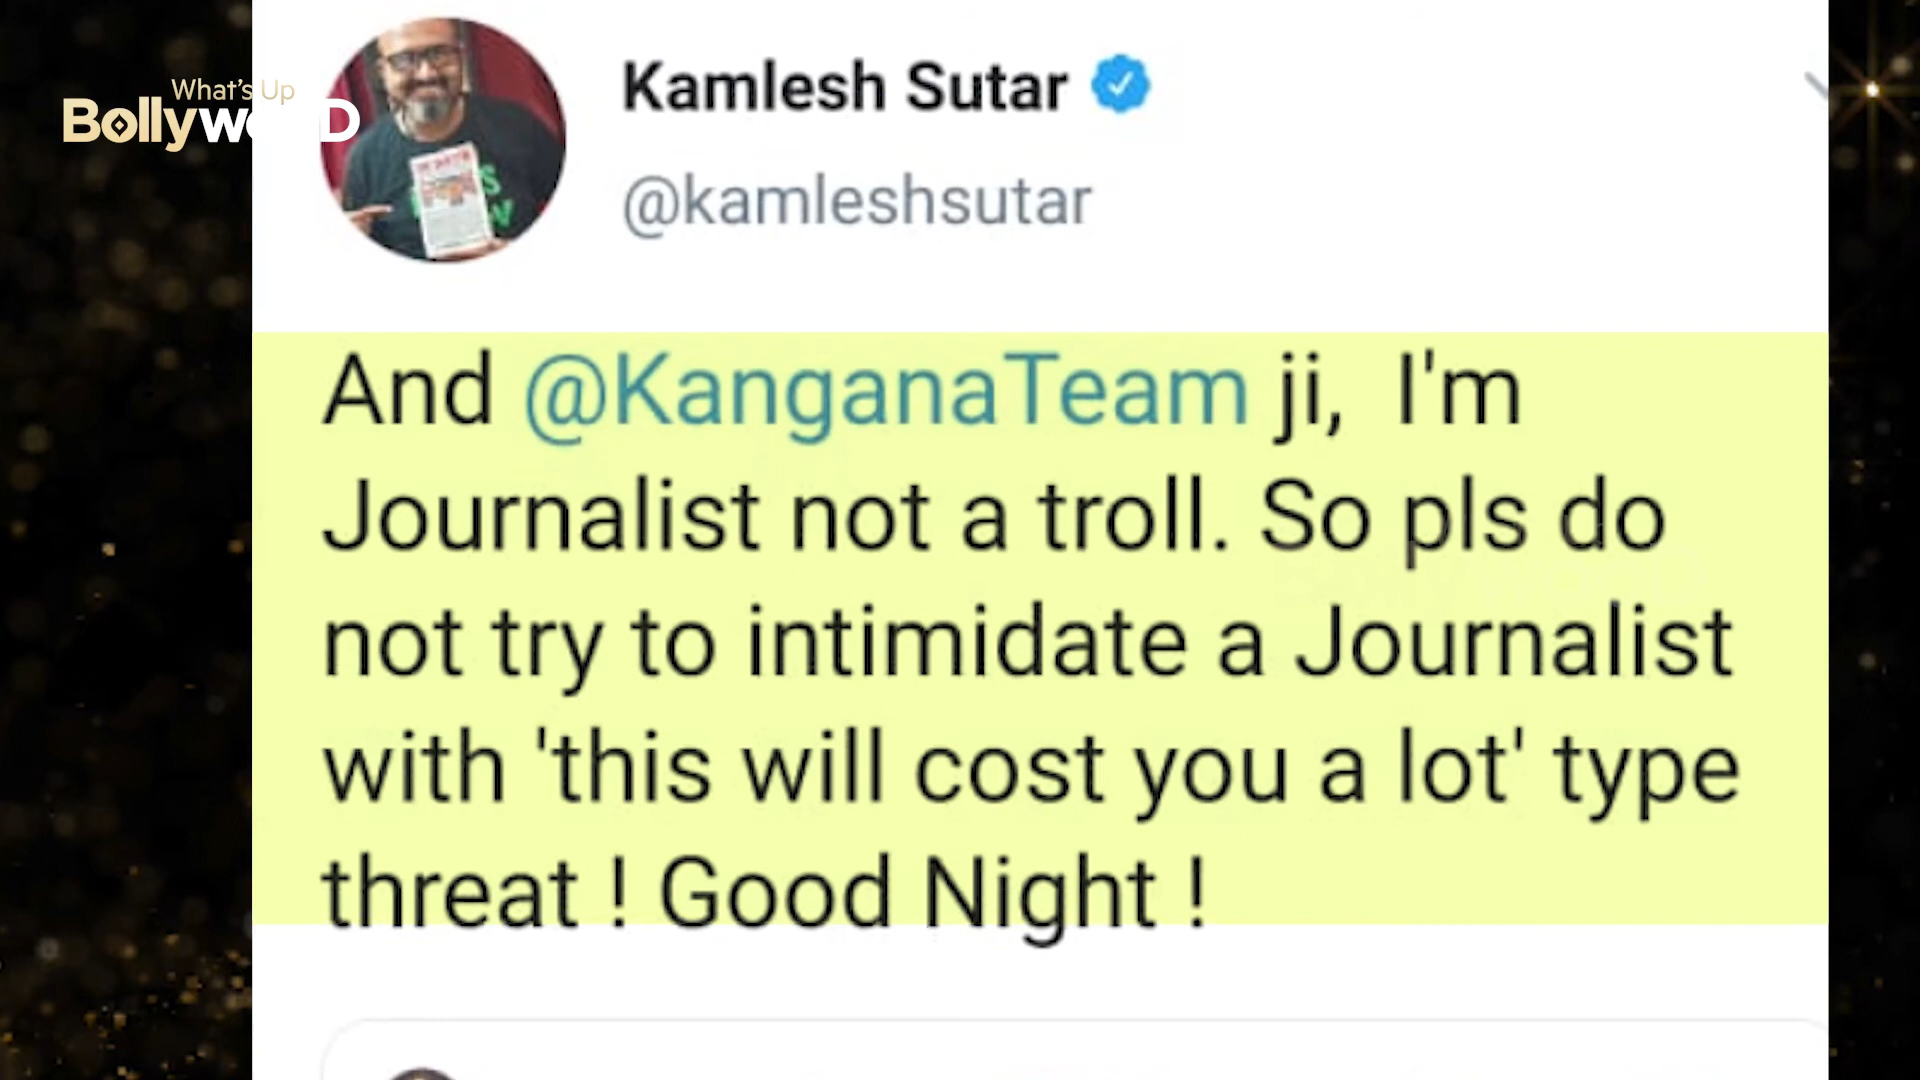 What's Up
Bollywo D
Kamlesh Sutar
@kamleshsutar
And @KanganaTeam ji, I'm
Journalist not a troll. So pls do
not try to intimidate a Journalist
with 'this will cost you a lot' type
threat ! Good Night !